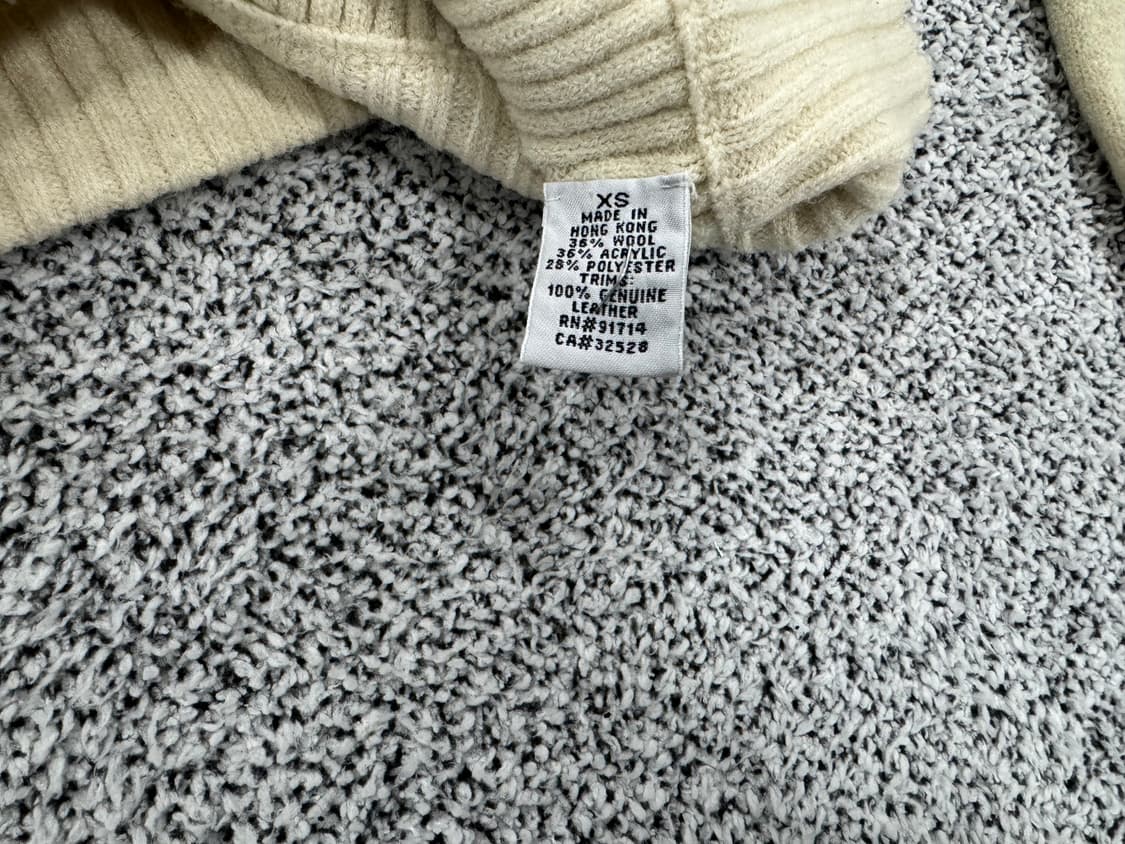 XS
MADE IN
HONG KONG
36% WOOL
36% ACRYLIC
28% POLYESTER
TRIMS:
100% GENUINE
LEATHER
RN#91714
CA#32528